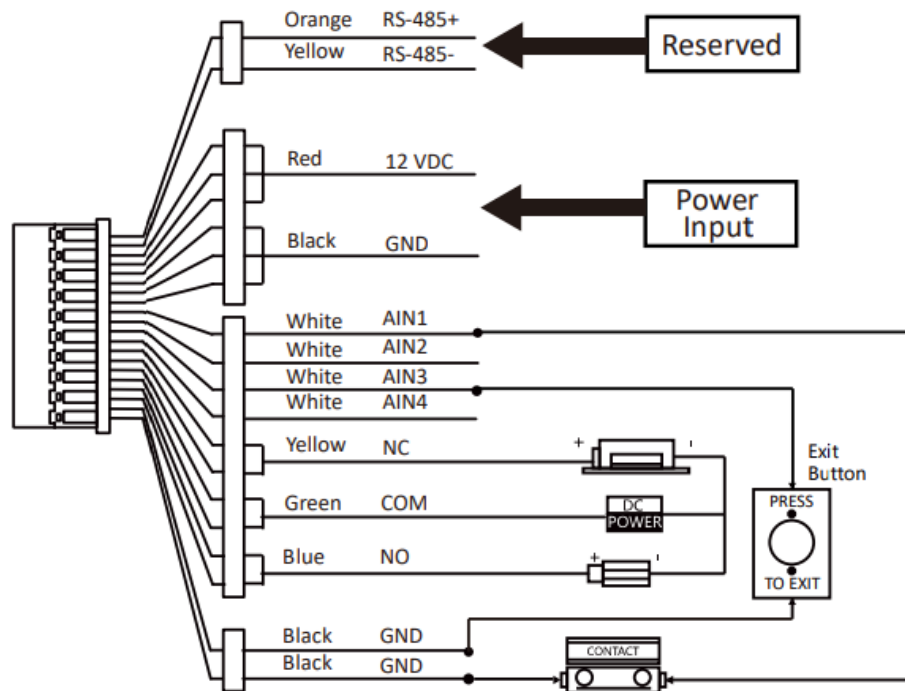 Orange RS-485+
Yellow RS-485-
Reserved
Red 12 VDC
Power
Input
Black GND
White AIN1
White AIN2
White AIN3
White AIN4
Yellow NC
+ -
Exit
Button
PRESS
Green COM
DC
POWER
Blue NO
+ -
TO EXIT
Black GND
Black GND
CONTACT